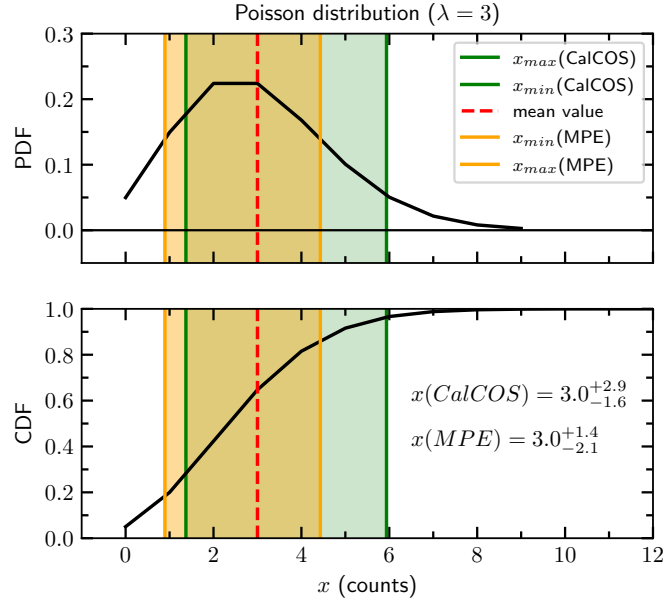 Poisson distribution (λ = 3)
PDF
0.3
0.2
0.1
0.0
x_max(CalCOS)
x_min(CalCOS)
mean value
x_min(MPE)
x_max(MPE)
CDF
1.0
0.8
0.6
0.4
0.2
0.0
x(CalCOS) = 3.0^{+2.9}_{-1.6}
x(MPE) = 3.0^{+1.4}_{-2.1}
0 2 4 6 8 10 12
x (counts)